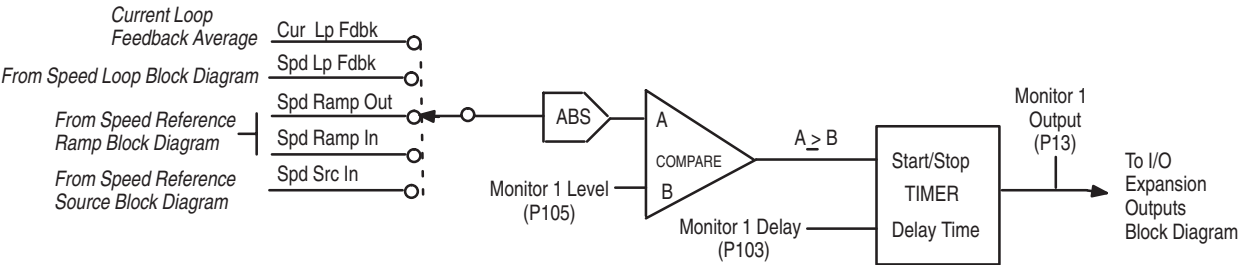 Current Loop
Feedback Average
Cur Lp Fdbk
From Speed Loop Block Diagram
Spd Lp Fdbk
From Speed Reference
Ramp Block Diagram
Spd Ramp Out
Spd Ramp In
From Speed Reference
Source Block Diagram
Spd Src In
ABS
A
COMPARE
B
Monitor 1 Level
(P105)
A ≥ B
Monitor 1 Delay
(P103)
Start/Stop
TIMER
Delay Time
Monitor 1
Output
(P13)
To I/O
Expansion
Outputs
Block Diagram